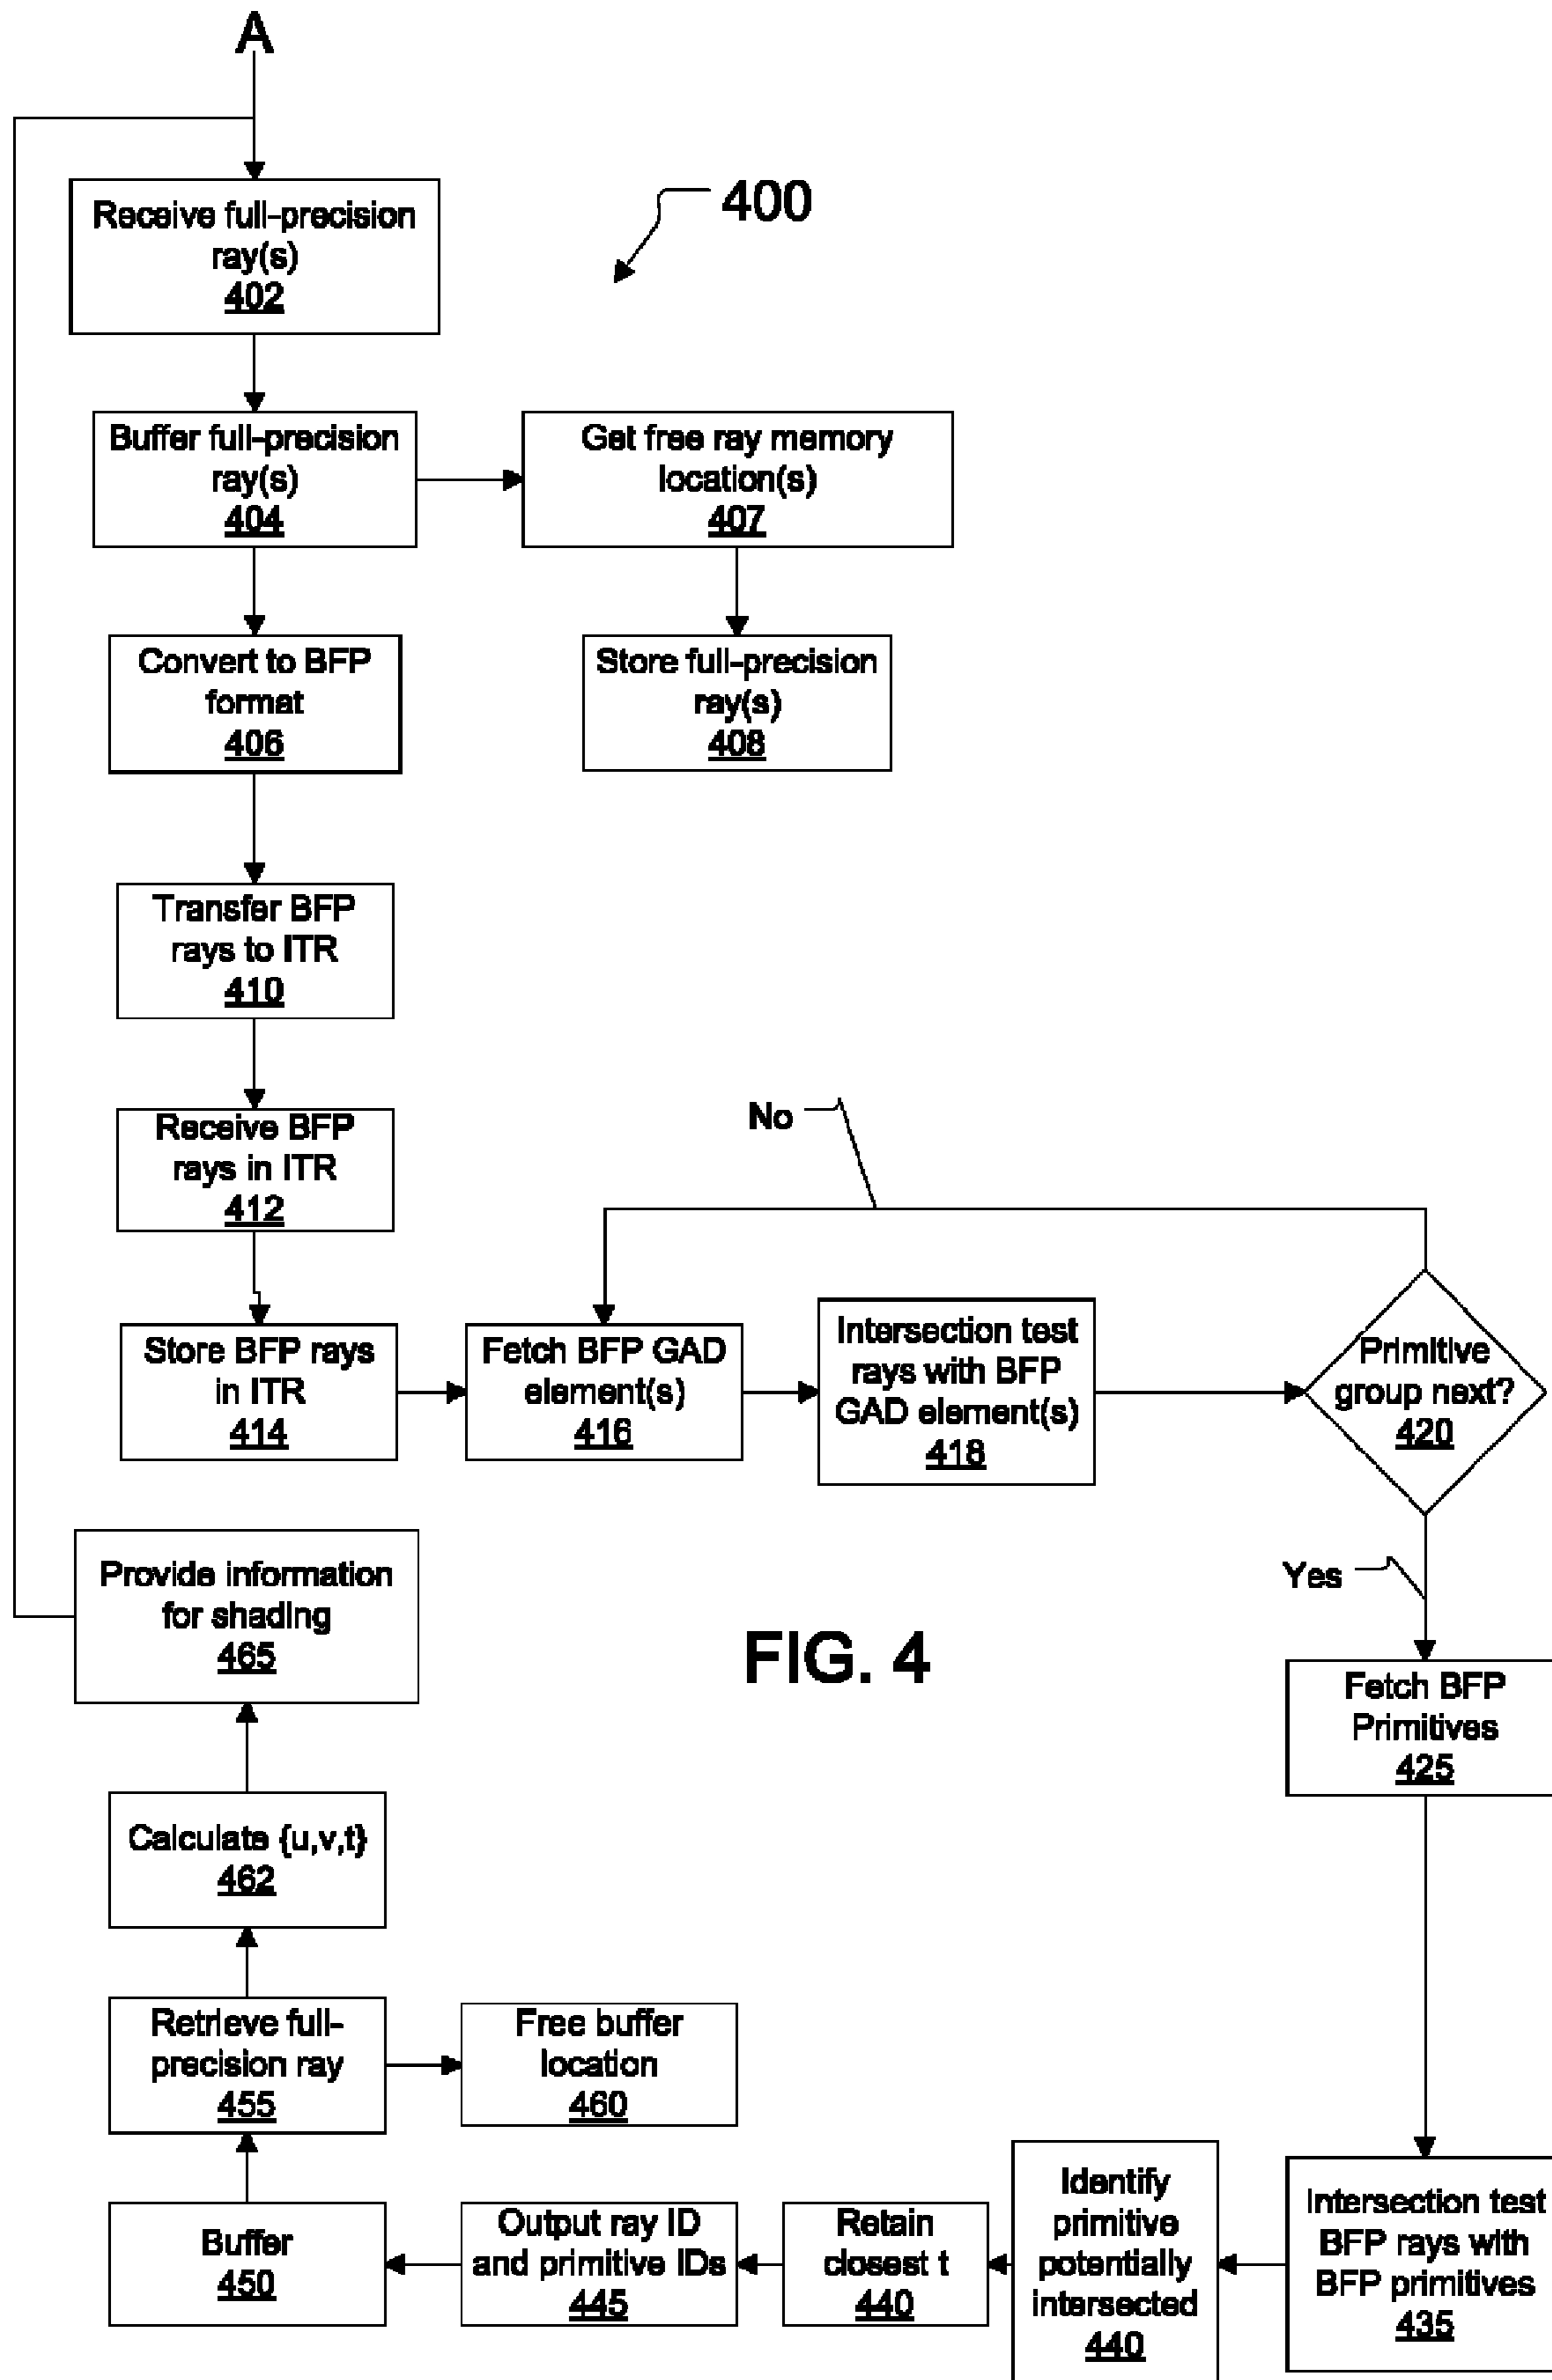 A
Receive full-precision
ray(s)
402
400
Buffer full-precision
ray(s)
404
Get free ray memory
location(s)
407
Convert to BFP
format
406
Store full-precision
ray(s)
408
Transfer BFP
rays to ITR
410
Receive BFP
rays in ITR
412
No
Store BFP rays
in ITR
414
Fetch BFP GAD
element(s)
416
Intersection test
rays with BFP
GAD element(s)
418
Primitive
group next?
420
Yes
Provide information
for shading
465
FIG. 4
Fetch BFP
Primitives
425
Calculate {u,v,t}
462
Retrieve full-
precision ray
455
Free buffer
location
460
Buffer
450
Output ray ID
and primitive IDs
445
Retain
closest t
440
Identify
primitive
potentially
intersected
440
Intersection test
BFP rays with
BFP primitives
435